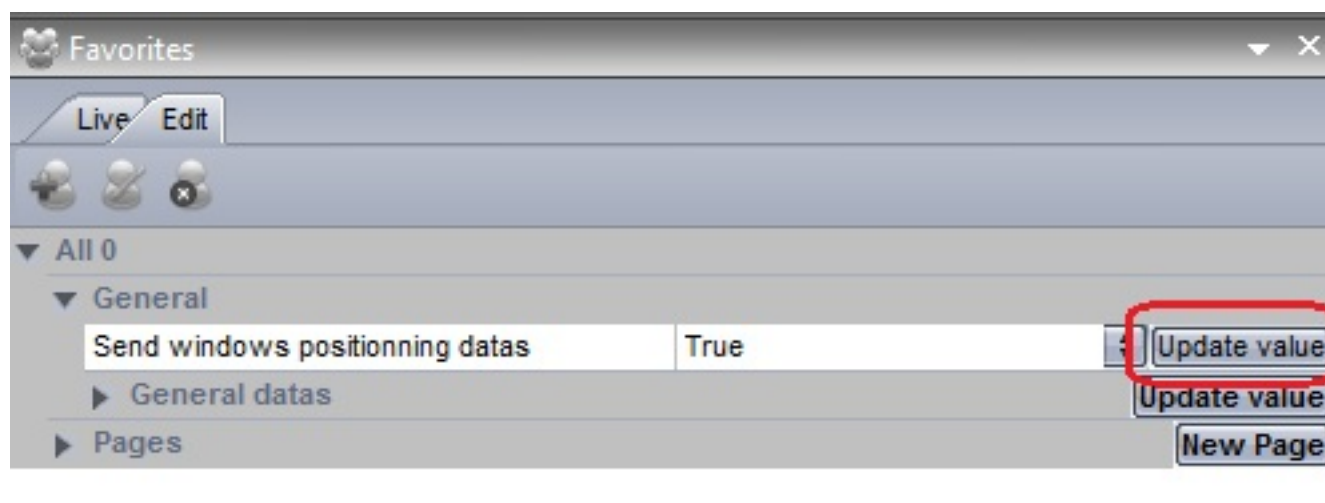 Favorites
Live Edit
All 0
General
Send windows positionning datas True Update value
General datas Update value
Pages New Page